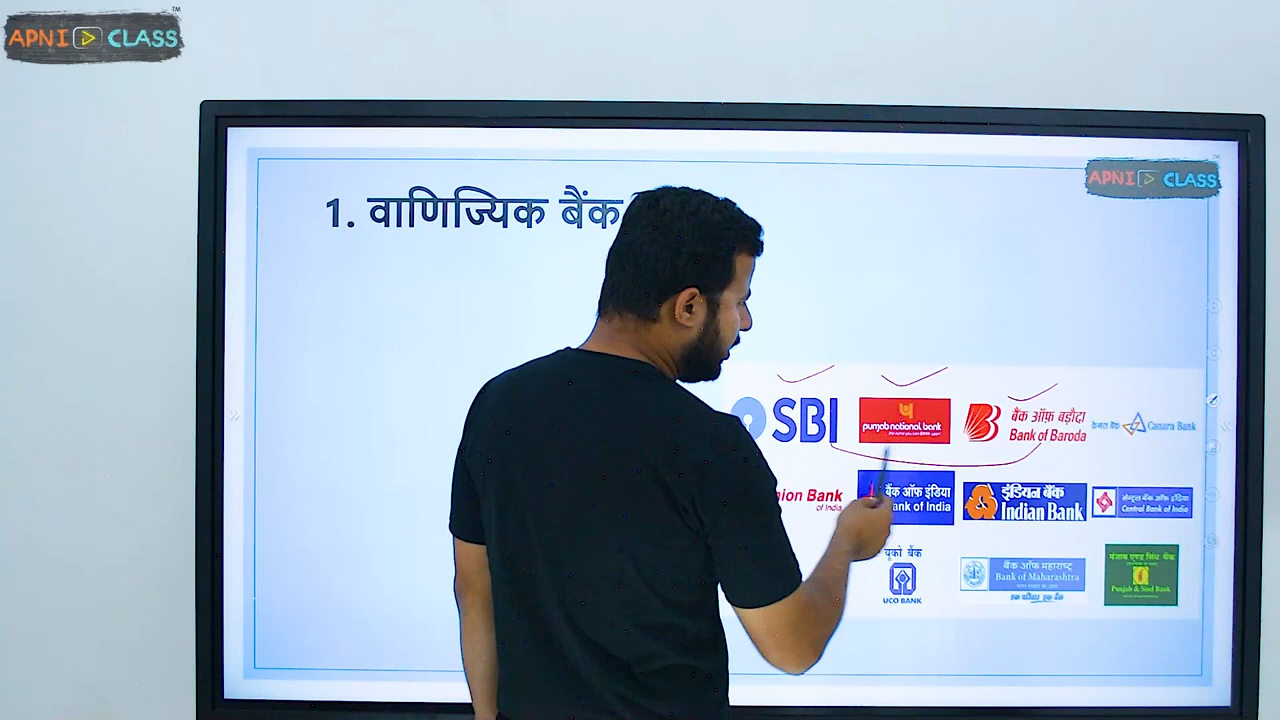 APNI CLASS
TM
APNI CLASS
1. वाणिज्यिक बैंक
SBI
punjab national bank
बैंक ऑफ़ बड़ौदा
Bank of Baroda
केनरा बैंक
Canara Bank
nion Bank
of India
बैंक ऑफ इंडिया
ank of India
इंडियन बैंक
Indian Bank
सेन्ट्रल बैंक ऑफ़ इंडिया
Central Bank of India
यूको बैंक
UCO BANK
बैंक ऑफ महाराष्ट्र
Bank of Maharashtra
एक परिवार एक बैंक
पंजाब एण्ड सिंध बैंक
Punjab & Sind Bank